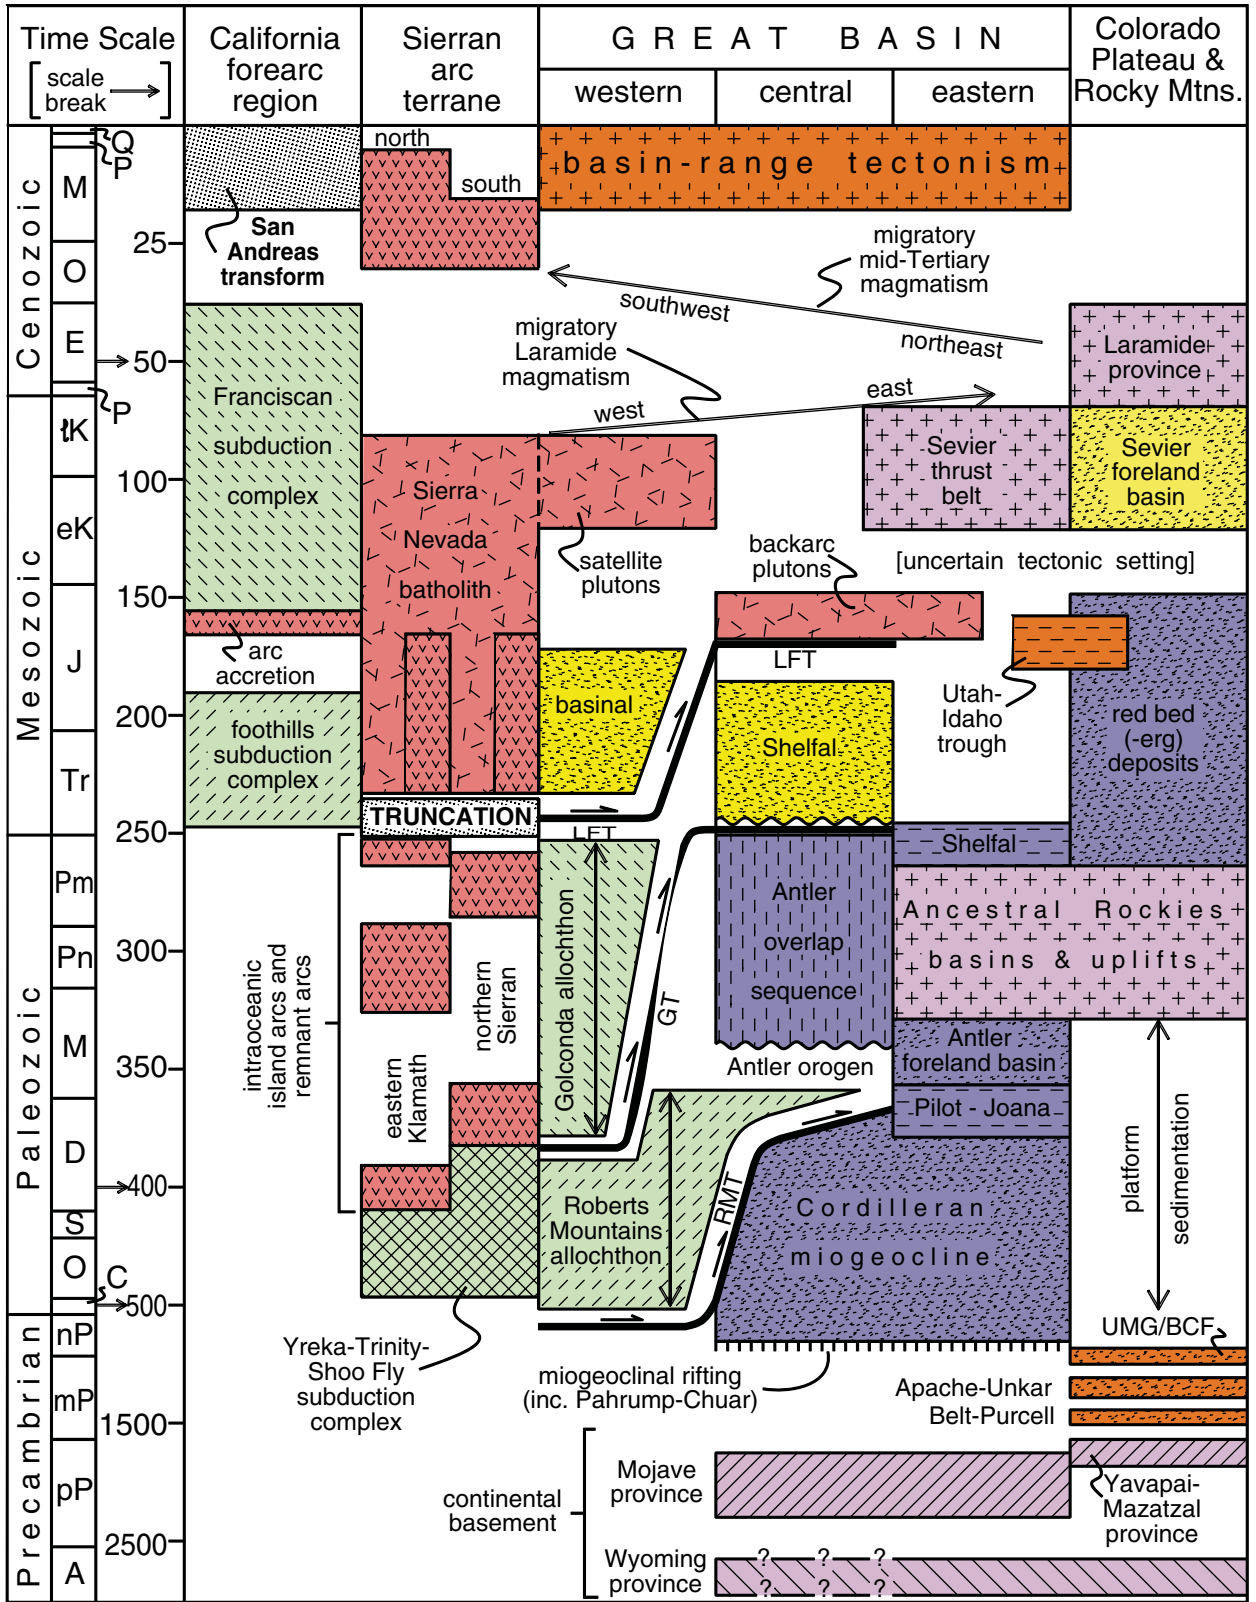 Time Scale
[ scale break → ]
California
forearc
region
Sierran
arc
terrane
GREAT BASIN
western
central
eastern
Colorado
Plateau &
Rocky Mtns.
Cenozoic
Mesozoic
Paleozoic
Precambrian
Q
P
M
O
E
P
lK
eK
J
Tr
Pm
Pn
M
D
S
O
C
nP
mP
pP
A
25
50
100
150
200
250
300
350
400
500
1500
2500
San
Andreas
transform
Franciscan
subduction
complex
arc
accretion
foothills
subduction
complex
north
south
Sierra
Nevada
batholith
TRUNCATION
intraoceanic
island arcs and
remnant arcs
eastern
Klamath
northern
Sierran
Yreka-Trinity-
Shoo Fly
subduction
complex
basin-range tectonism
migratory
mid-Tertiary
magmatism
southwest
northeast
migratory
Laramide
magmatism
west
east
Laramide
province
Sevier
thrust
belt
Sevier
foreland
basin
satellite
plutons
backarc
plutons
[uncertain tectonic setting]
LFT
basinal
Shelfal
Utah-
Idaho
trough
red bed
(-erg)
deposits
LFT
Shelfal
Golconda allochthon
GT
Antler
overlap
sequence
Ancestral Rockies
basins & uplifts
Antler orogen
Antler
foreland basin
Pilot - Joana
Roberts
Mountains
allochthon
RMT
Cordilleran
miogeocline
platform
sedimentation
UMG/BCF
miogeoclinal rifting
(inc. Pahrump-Chuar)
Apache-Unkar
Belt-Purcell
continental
basement
Mojave
province
Yavapai-
Mazatzal
province
Wyoming
province
? ? ?
? ? ?